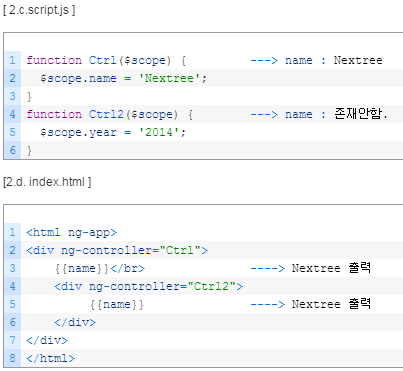 [ 2.c.script.js ]
1 function Ctrl($scope) {         ---> name : Nextree
2   $scope.name = 'Nextree';
3 }
4 function Ctrl2($scope) {        ---> name : 존재안함.
5   $scope.year = '2014';
6 }
[2.d. index.html ]
1 <html ng-app>
2 <div ng-controller="Ctrl">
3     {{name}}</br>               ----> Nextree 출력
4     <div ng-controller="Ctrl2">
5         {{name}}               ----> Nextree 출력
6     </div>
7 </div>
8 </html>